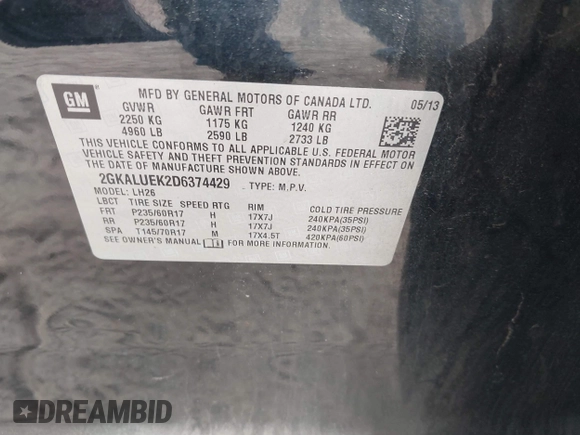 GM
MFD BY GENERAL MOTORS OF CANADA LTD. 05/13
GVWR GAWR FRT GAWR RR
2250 KG 1175 KG 1240 KG
4960 LB 2590 LB 2733 LB
THIS VEHICLE CONFORMS TO ALL APPLICABLE U.S. FEDERAL MOTOR
VEHICLE SAFETY AND THEFT PREVENTION STANDARDS IN EFFECT ON
THE DATE OF MANUFACTURE SHOWN ABOVE.
2GKALUEK2D6374429 TYPE: M.P.V.
MODEL: LH26
LBCT TIRE SIZE SPEED RTG RIM COLD TIRE PRESSURE
FRT P235/60R17 H 17X7J 240KPA(35PSI)
RR P235/60R17 H 17X7J 240KPA(35PSI)
SPA T145/70R17 M 17X4.5T 420KPA(60PSI)
SEE OWNER'S MANUAL FOR MORE INFORMATION.
DREAMBID